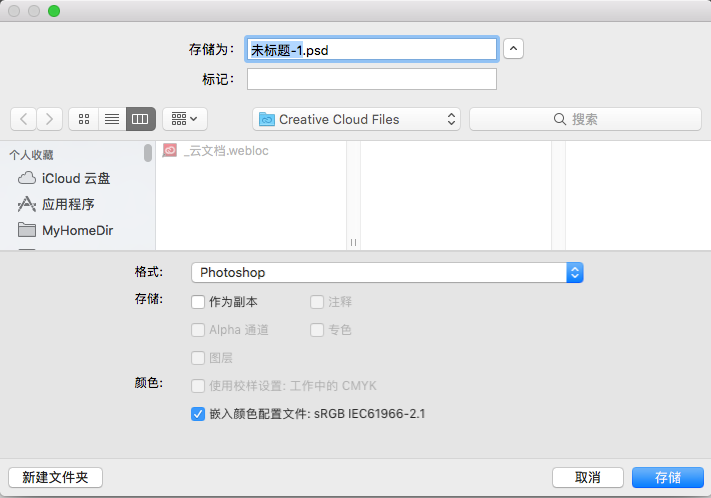 存储为: 未标题-1.psd
标记:
Creative Cloud Files 搜索
个人收藏
iCloud 云盘
应用程序
MyHomeDir
_云文档.webloc
格式: Photoshop
存储: 作为副本 注释
Alpha 通道 专色
图层
颜色: 使用校样设置: 工作中的 CMYK
嵌入颜色配置文件: sRGB IEC61966-2.1
新建文件夹 取消 存储